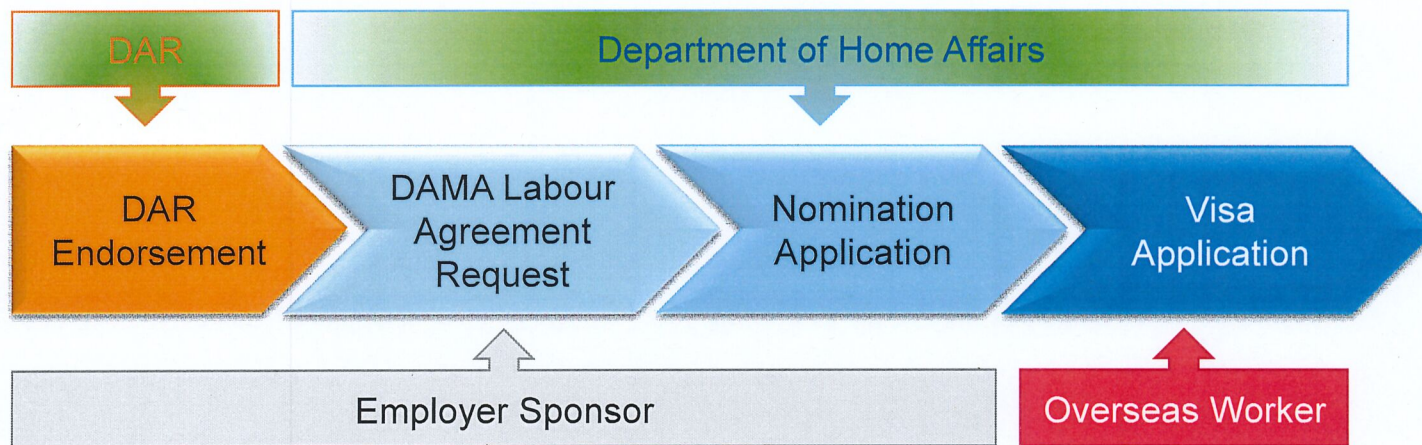 DAR
Department of Home Affairs
DAR
Endorsement
DAMA Labour
Agreement
Request
Nomination
Application
Visa
Application
Employer Sponsor
Overseas Worker